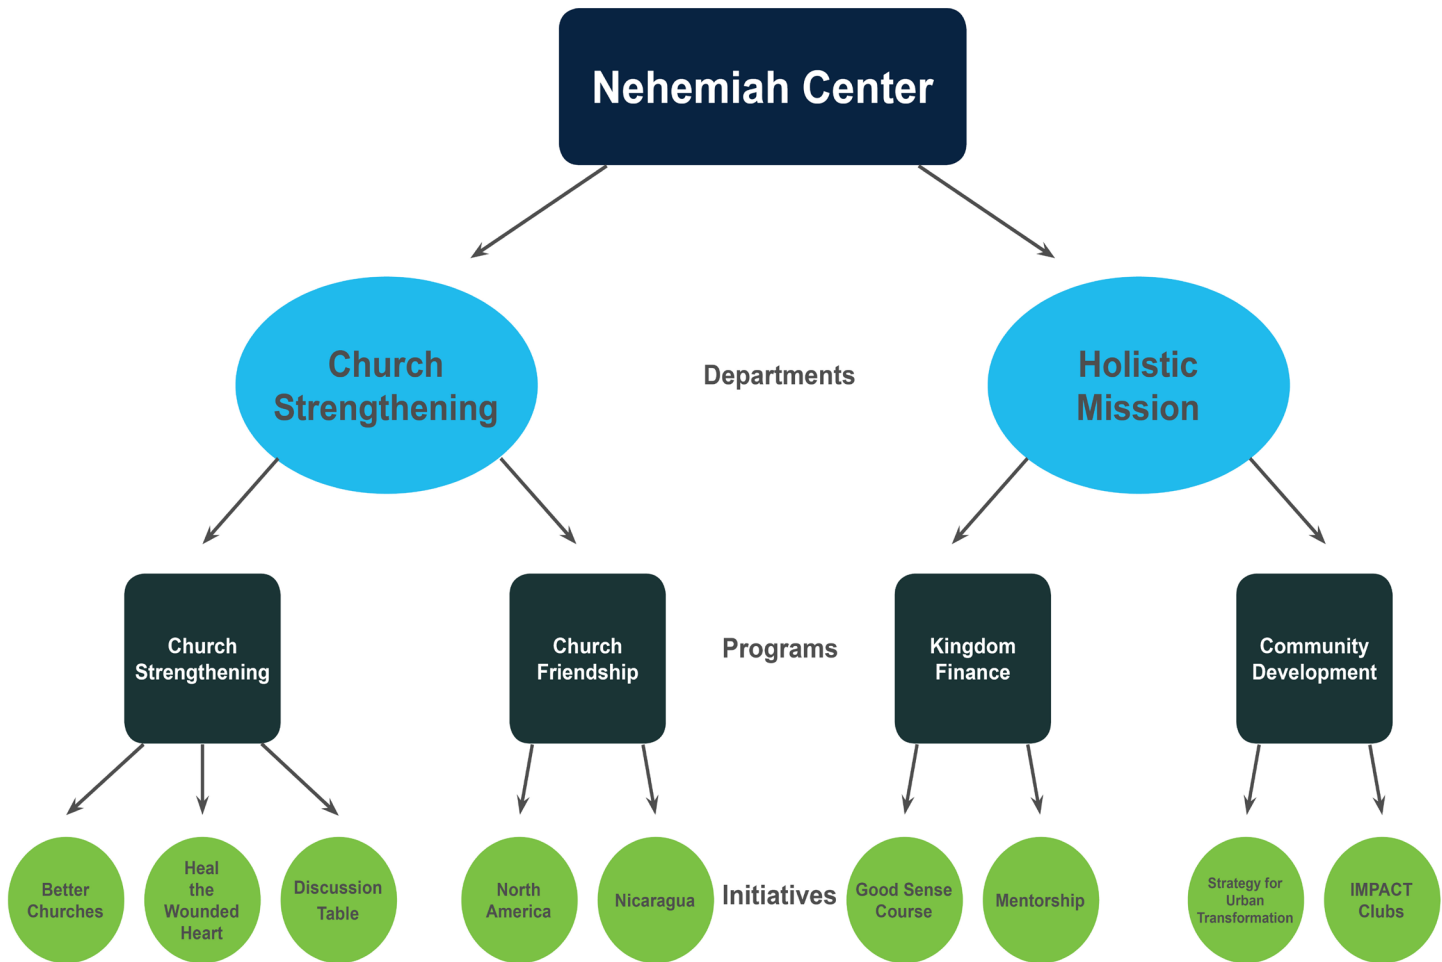 Nehemiah Center
Church
Strengthening
Departments
Holistic
Mission
Church
Strengthening
Church
Friendship
Programs
Kingdom
Finance
Community
Development
Better
Churches
Heal
the
Wounded
Heart
Discussion
Table
North
America
Nicaragua
Initiatives
Good Sense
Course
Mentorship
Strategy for
Urban
Transformation
IMPACT
Clubs